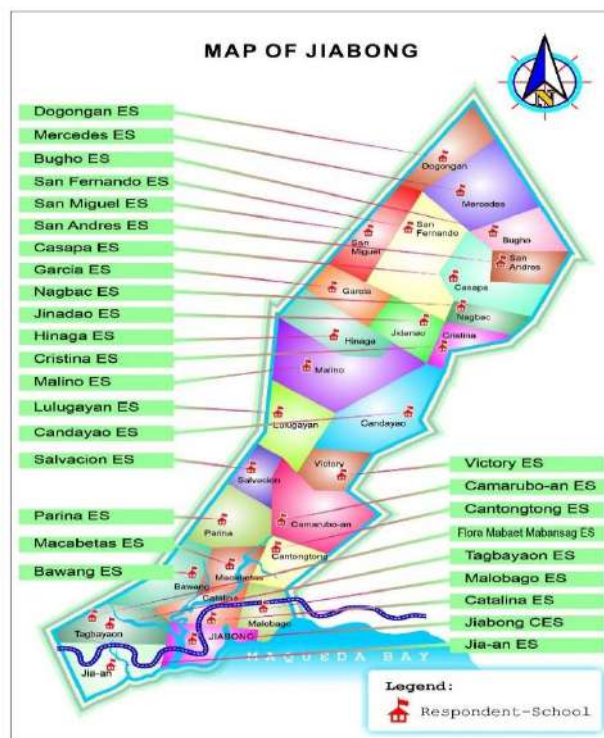 MAP OF JIABONG
N
Dogongan ES
Mercedes ES
Bugho ES
San Fernando ES
San Miguel ES
San Andres ES
Casapa ES
Garcia ES
Nagbac ES
Jinadao ES
Hinaga ES
Cristina ES
Malino ES
Lulugayan ES
Candayao ES
Salvacion ES
Parina ES
Macabetas ES
Bawang ES
Dogongan
Mercedes
San Fernando
Bugho
San Miguel
San Andres
Casapa
Garcia
Nagbac
Jidanao
Cristina
Hinaga
Malino
Lulugayan
Candayao
Victory
Salvacion
Camarubo-an
Parina
Cantongtong
Macabetas
Bawang
Catalina
Malobago
Tagbayaon
JIABONG
Jia-an
MAQUEDA BAY
Victory ES
Camarubo-an ES
Cantongtong ES
Flora Mabaet Mabansag ES
Tagbayaon ES
Malobago ES
Catalina ES
Jiabong CES
Jia-an ES
Legend:
Respondent-School